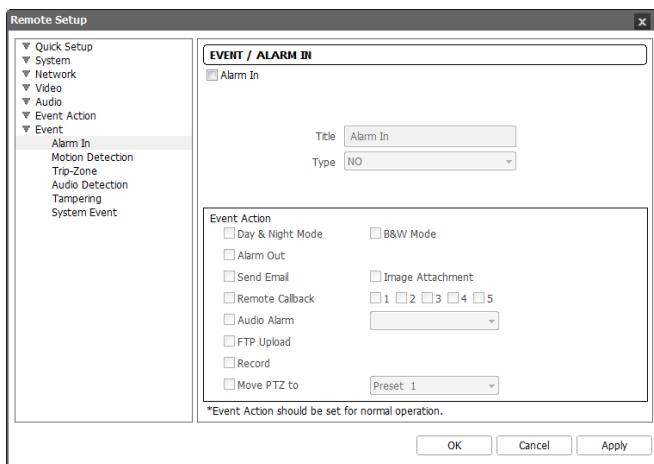 Remote Setup
x
Quick Setup
System
Network
Video
Audio
Event Action
Event
Alarm In
Motion Detection
Trip-Zone
Audio Detection
Tampering
System Event
EVENT / ALARM IN
Alarm In
Title Alarm In
Type NO
Event Action
Day & Night Mode B&W Mode
Alarm Out
Send Email Image Attachment
Remote Callback 1 2 3 4 5
Audio Alarm
FTP Upload
Record
Move PTZ to Preset 1
*Event Action should be set for normal operation.
OK Cancel Apply